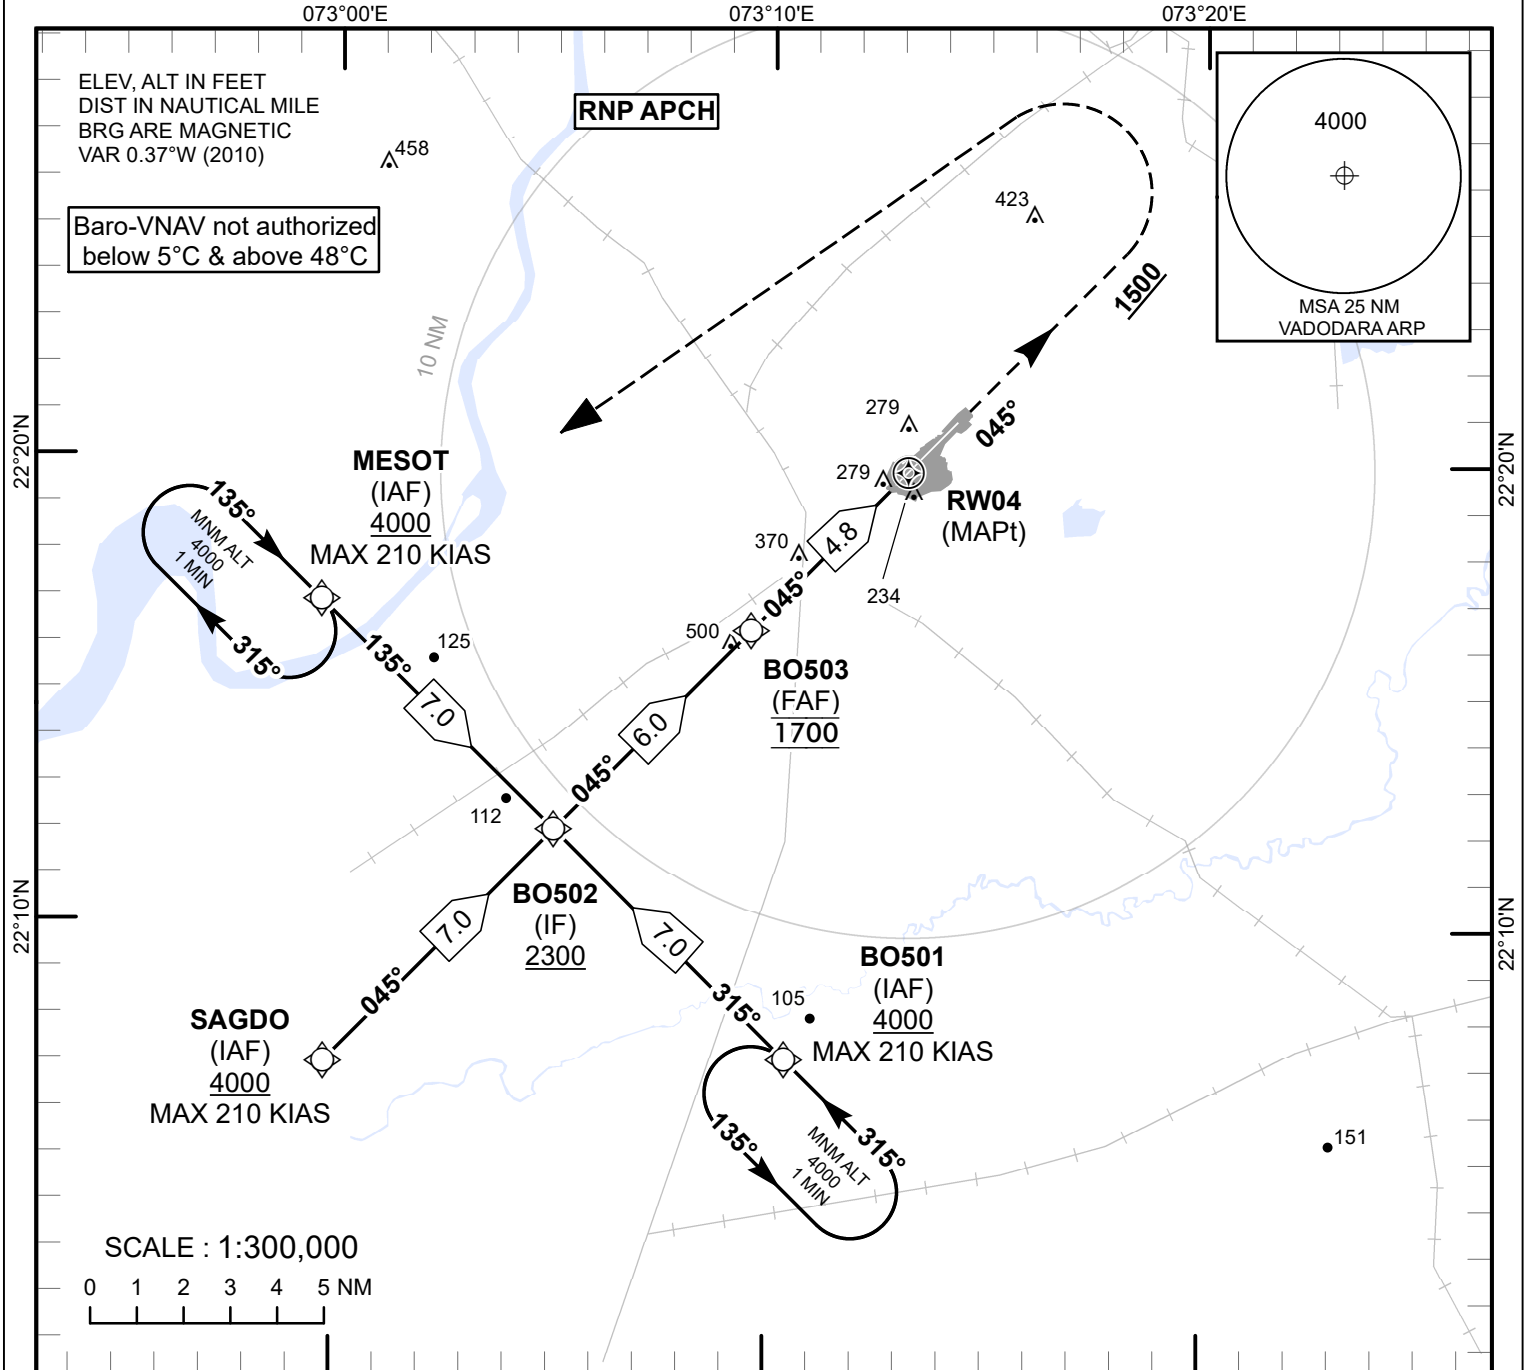 073°00'E
073°10'E
073°20'E
ELEV, ALT IN FEET
DIST IN NAUTICAL MILE
BRG ARE MAGNETIC
VAR 0.37°W (2010)
RNP APCH
4000
MSA 25 NM
VADODARA ARP
458
423
Baro-VNAV not authorized
below 5°C & above 48°C
1500
10 NM
279
045°
22°20'N
22°20'N
MESOT
(IAF)
4000
MAX 210 KIAS
279
RW04
(MAPt)
135°
MNM ALT
4000
1 MIN
315°
4.8
370
234
045°
500
125
135°
BO503
(FAF)
1700
7.0
6.0
045°
112
BO502
(IF)
2300
22°10'N
22°10'N
7.0
7.0
BO501
(IAF)
4000
MAX 210 KIAS
045°
315°
105
SAGDO
(IAF)
4000
MAX 210 KIAS
135°
MNM ALT
4000
1 MIN
315°
151
SCALE : 1:300,000
0 1 2 3 4 5 NM